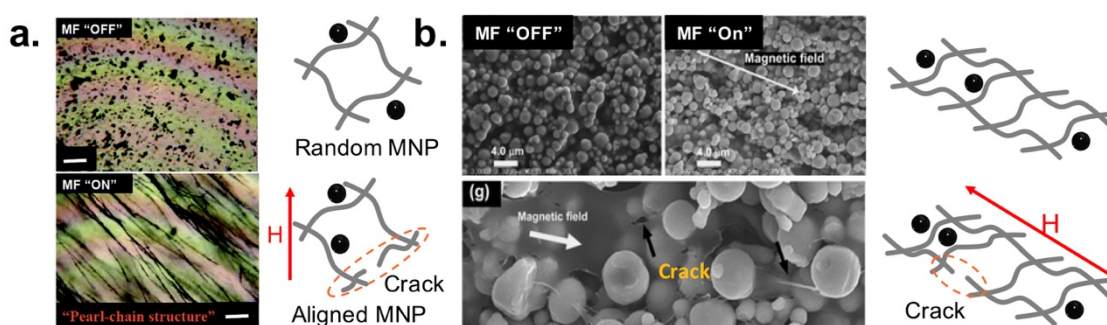 a.
MF "OFF"
Random MNP
MF "ON"
"Pearl-chain structure"
H
Crack
Aligned MNP
b.
MF "OFF"
4.0 μm
MF "On"
Magnetic field
4.0 μm
(g)
Magnetic field
Crack
H
Crack